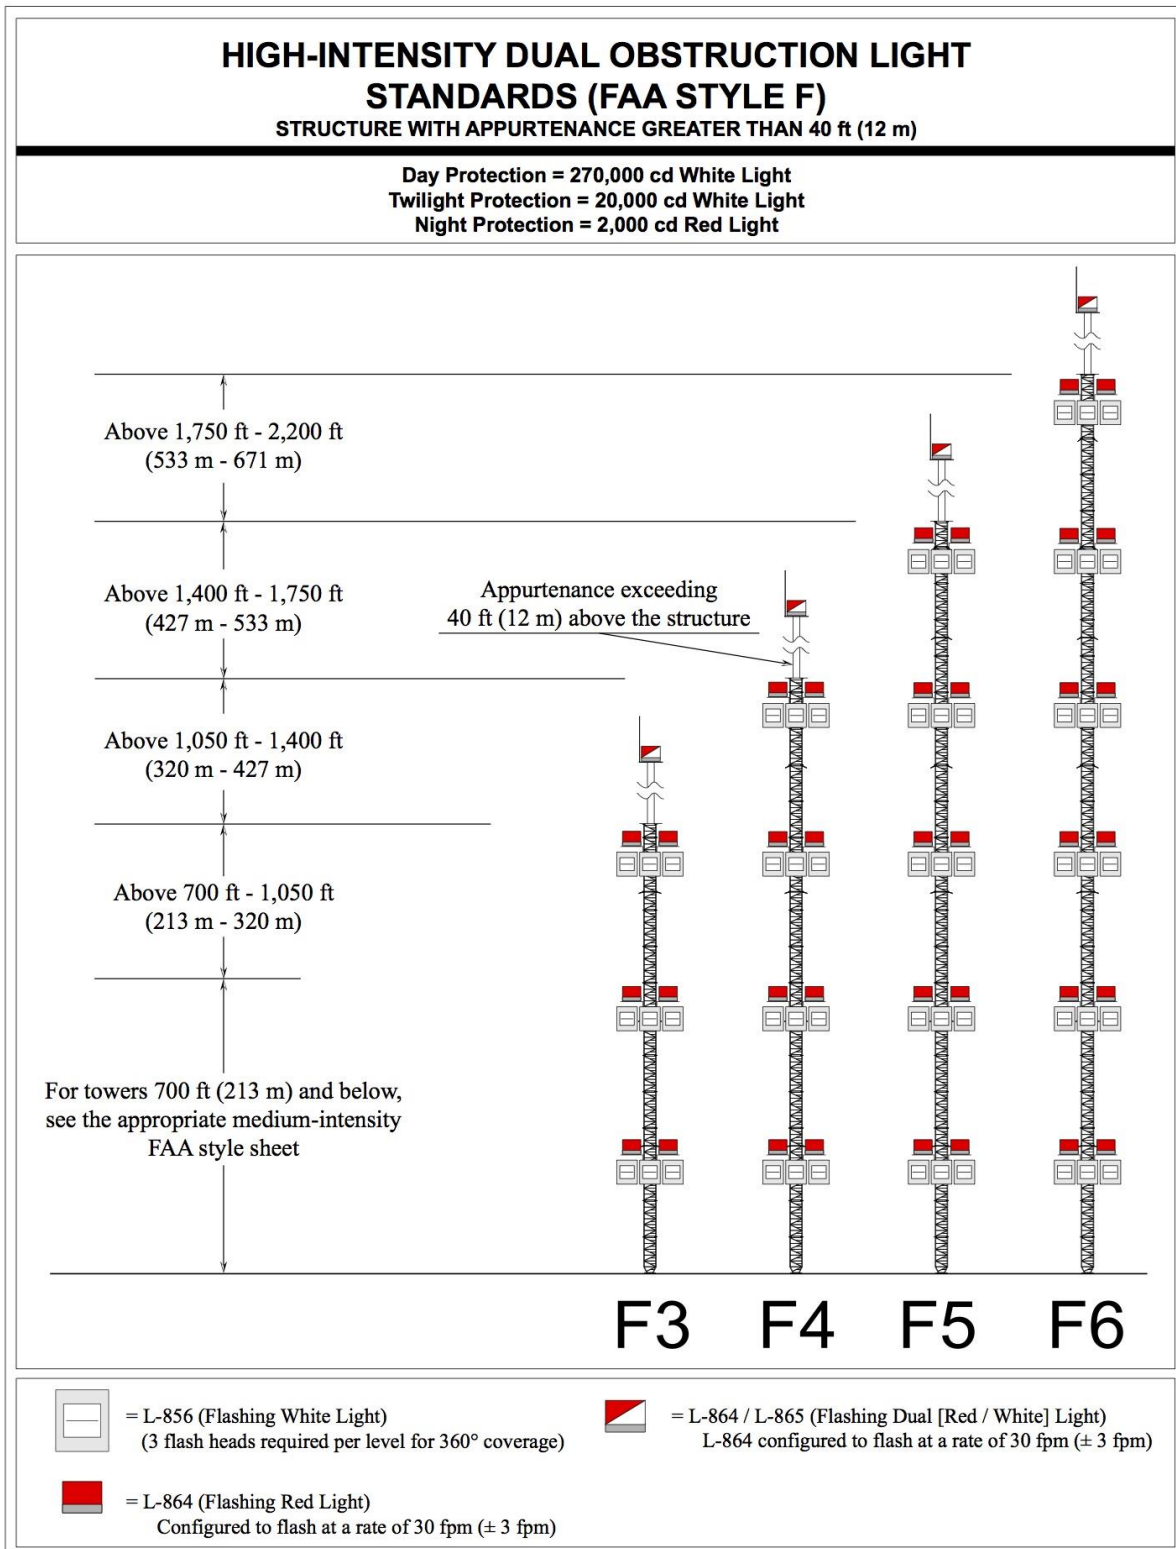 HIGH-INTENSITY DUAL OBSTRUCTION LIGHT
STANDARDS (FAA STYLE F)
STRUCTURE WITH APPURTENANCE GREATER THAN 40 ft (12 m)
Day Protection = 270,000 cd White Light
Twilight Protection = 20,000 cd White Light
Night Protection = 2,000 cd Red Light
Above 1,750 ft - 2,200 ft
(533 m - 671 m)
Above 1,400 ft - 1,750 ft
(427 m - 533 m)
Appurtenance exceeding
40 ft (12 m) above the structure
Above 1,050 ft - 1,400 ft
(320 m - 427 m)
Above 700 ft - 1,050 ft
(213 m - 320 m)
For towers 700 ft (213 m) and below,
see the appropriate medium-intensity
FAA style sheet
F3 F4 F5 F6
= L-856 (Flashing White Light)
(3 flash heads required per level for 360° coverage)
= L-864 (Flashing Red Light)
Configured to flash at a rate of 30 fpm (± 3 fpm)
= L-864 / L-865 (Flashing Dual [Red / White] Light)
L-864 configured to flash at a rate of 30 fpm (± 3 fpm)